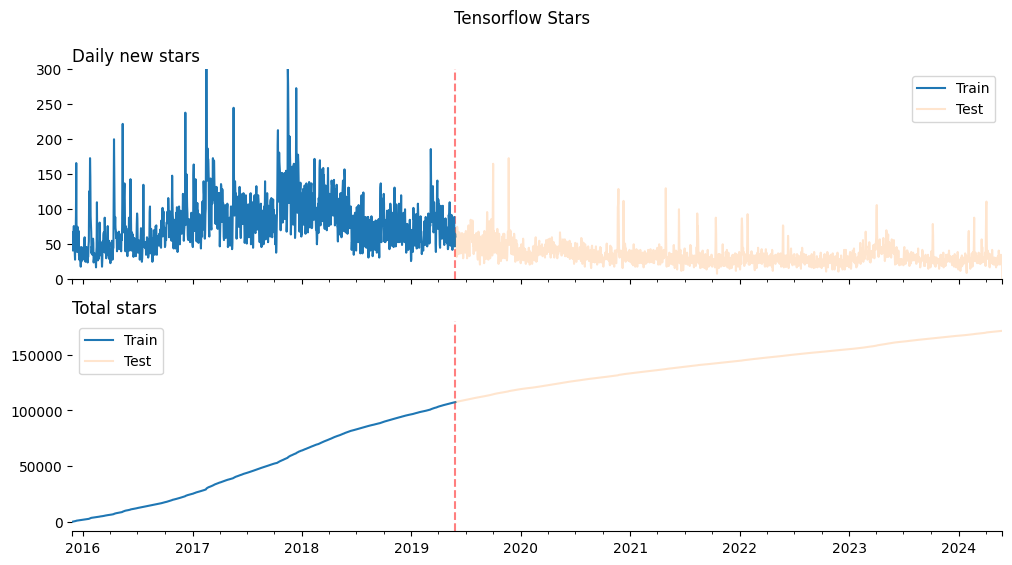 Tensorflow Stars
Daily new stars
300
250
200
150
100
50
0
Train
Test
Total stars
150000
100000
50000
0
Train
Test
2016 2017 2018 2019 2020 2021 2022 2023 2024